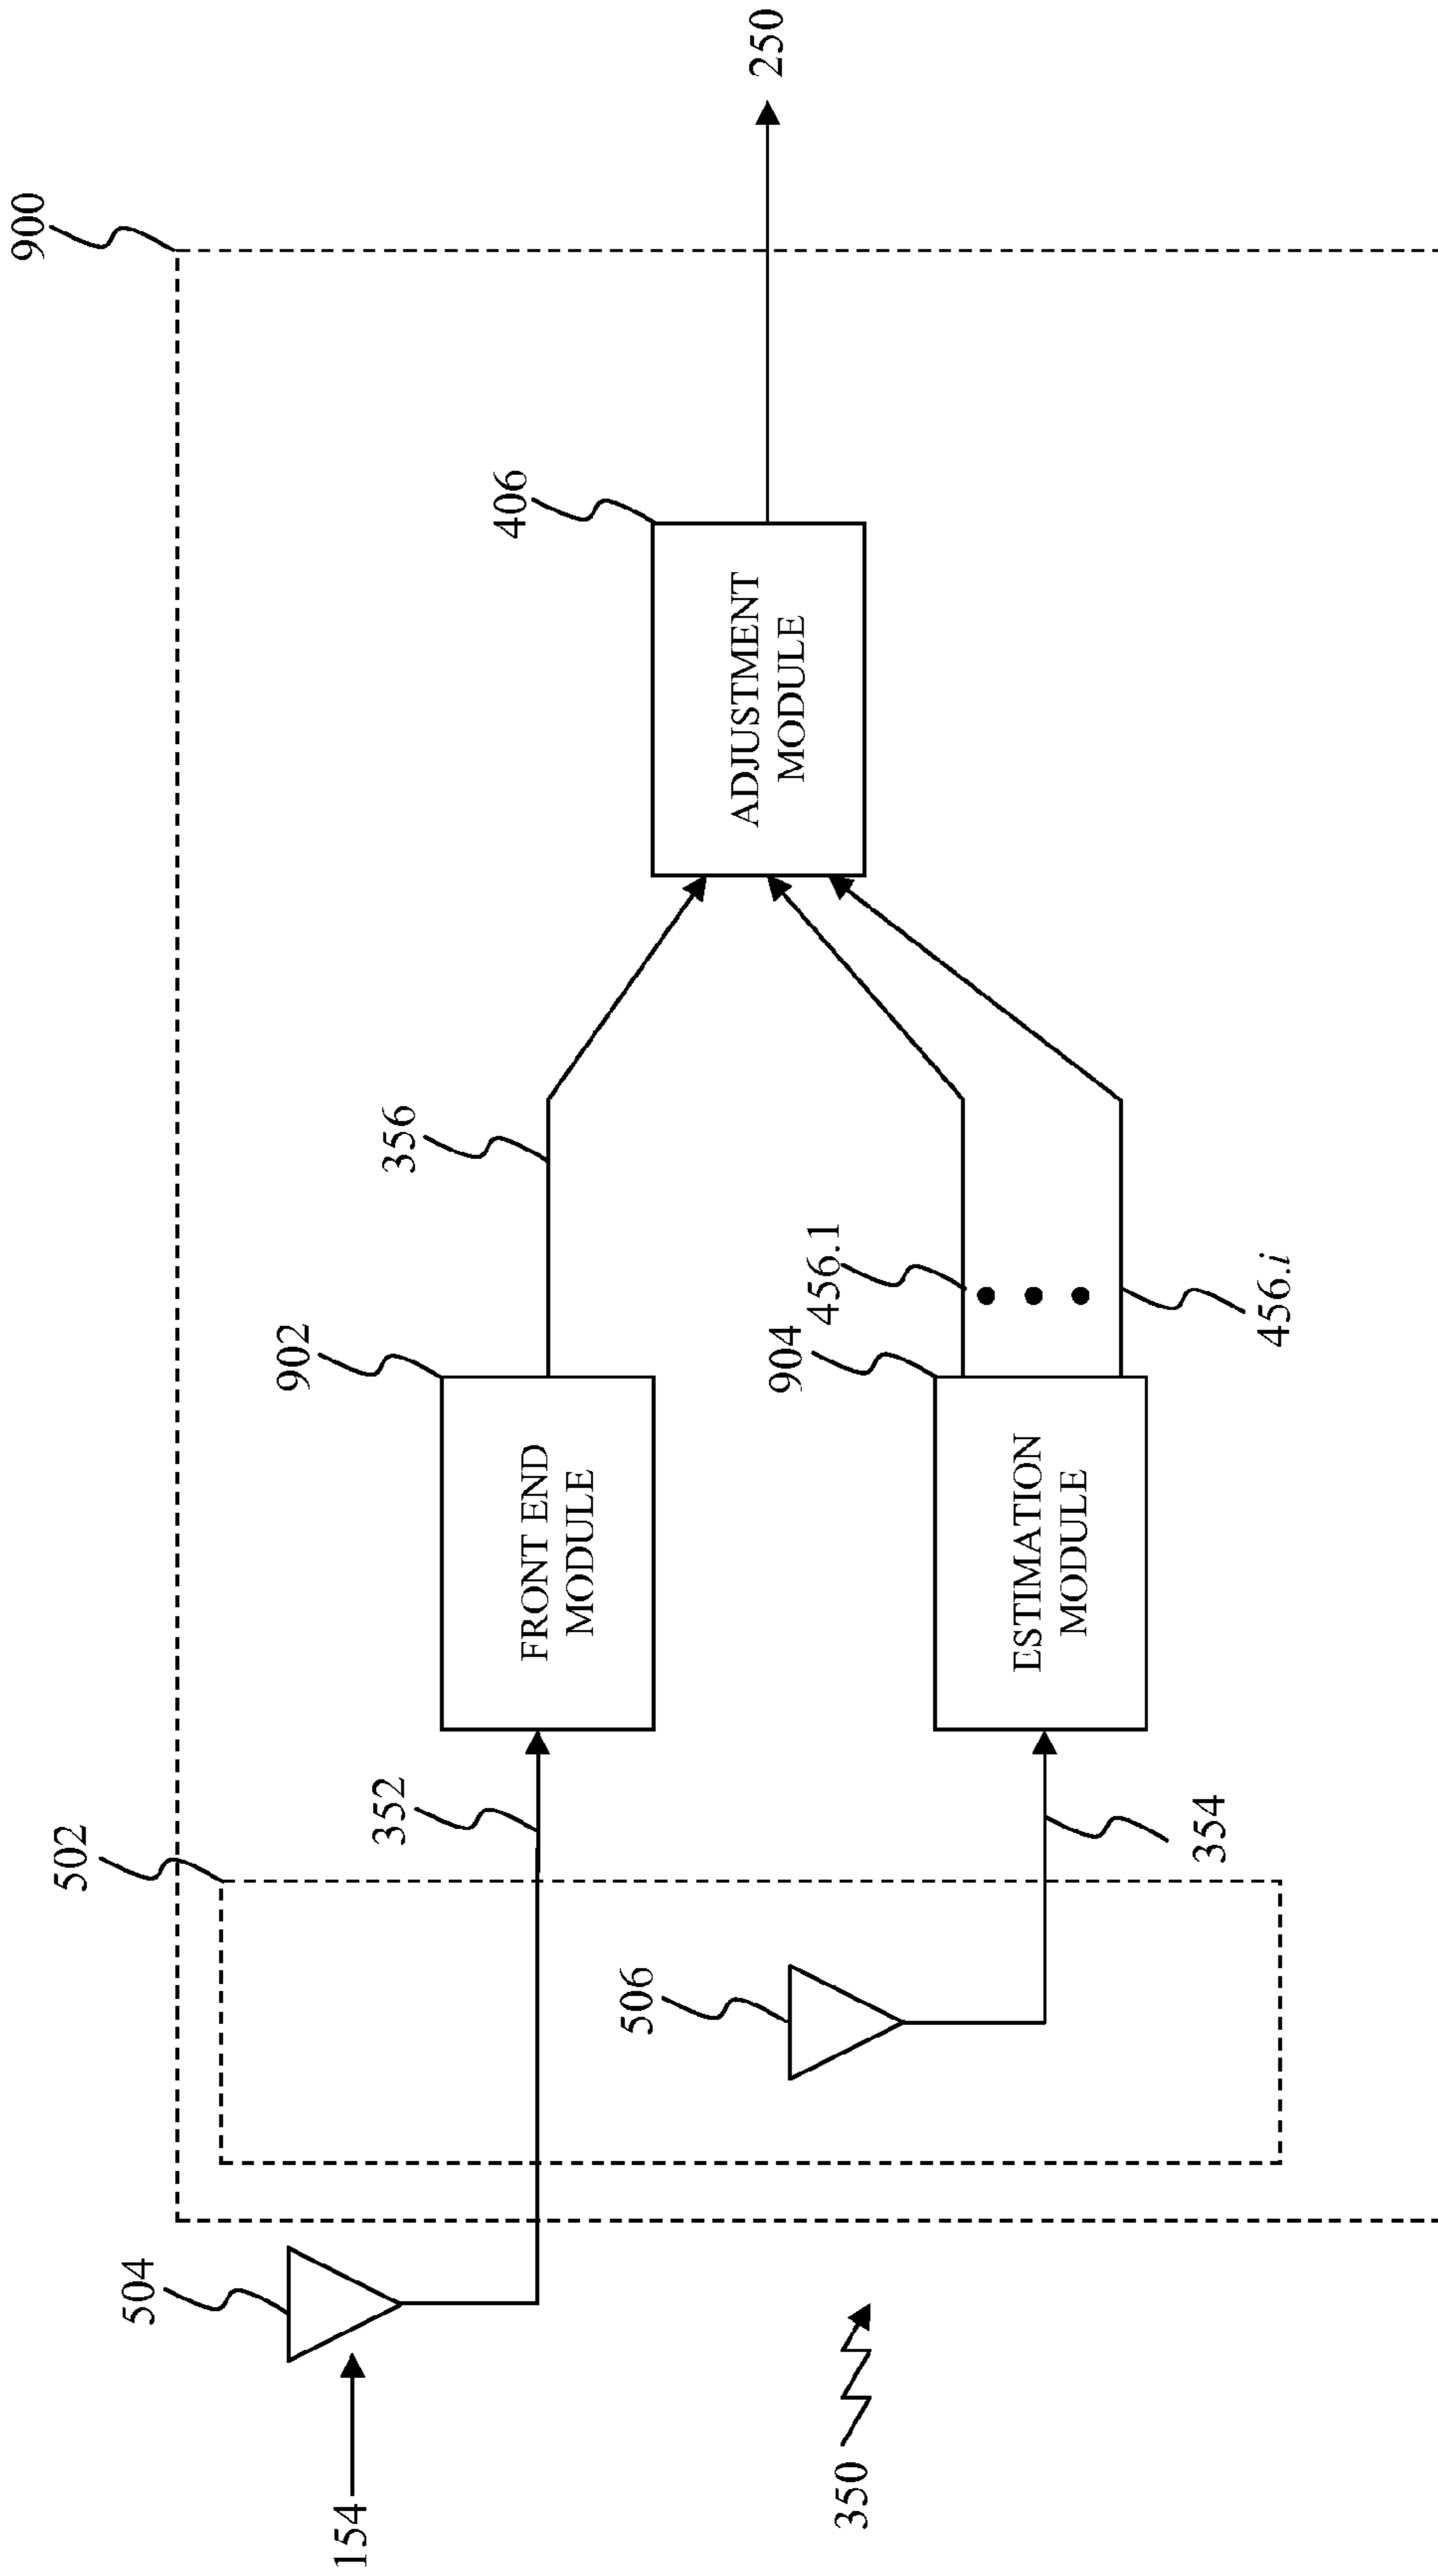 900
502
504
154
350
352
902
FRONT END
MODULE
356
406
ADJUSTMENT
MODULE
250
506
354
904
ESTIMATION
MODULE
456.1
456.i